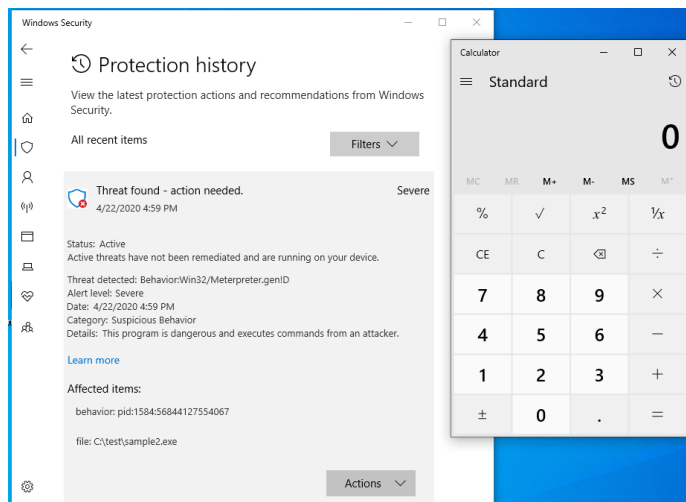 Windows Security
Protection history
View the latest protection actions and recommendations from Windows
Security.
All recent items
Filters
Threat found - action needed.
Severe
4/22/2020 4:59 PM
Status: Active
Active threats have not been remediated and are running on your device.
Threat detected: Behavior:Win32/Meterpreter.gen!D
Alert level: Severe
Date: 4/22/2020 4:59 PM
Category: Suspicious Behavior
Details: This program is dangerous and executes commands from an attacker.
Learn more
Affected items:
behavior: pid:1584:56844127554067
file: C:\test\sample2.exe
Actions
Calculator
Standard
0
MC MR M+ M- MS M˅
% √ x² ¹/x
CE C ⌫ ÷
7 8 9 ×
4 5 6 −
1 2 3 +
± 0 . =